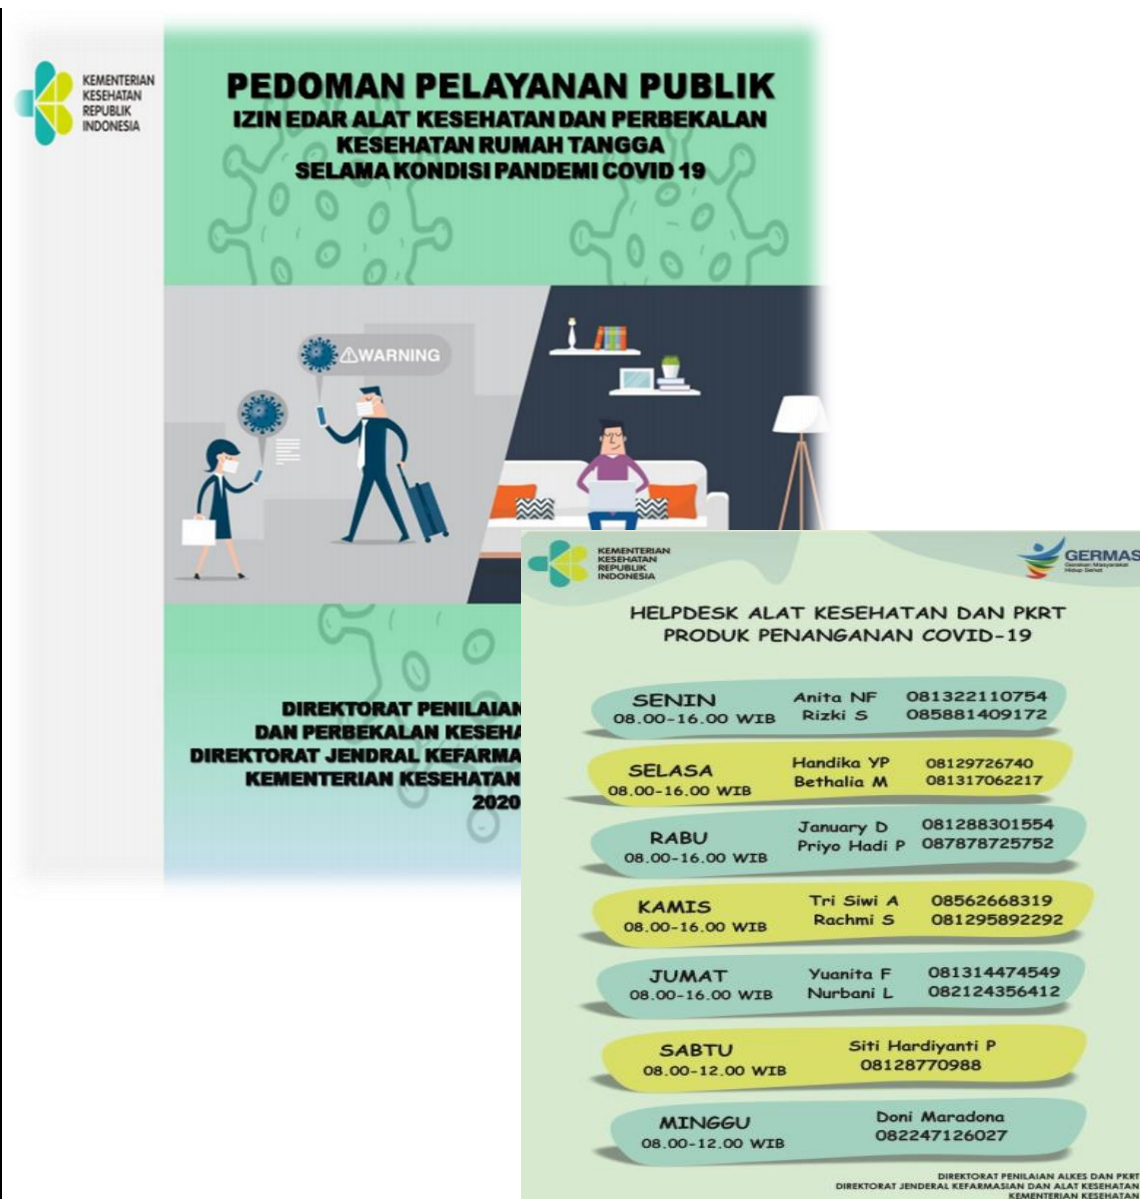 KEMENTERIAN
KESEHATAN
REPUBLIK
INDONESIA
PEDOMAN PELAYANAN PUBLIK
IZIN EDAR ALAT KESEHATAN DAN PERBEKALAN
KESEHATAN RUMAH TANGGA
SELAMA KONDISI PANDEMI COVID 19
WARNING
DIREKTORAT PENILAIAN
DAN PERBEKALAN KESEHA
DIREKTORAT JENDRAL KEFARMA
KEMENTERIAN KESEHATAN
2020
KEMENTERIAN
KESEHATAN
REPUBLIK
INDONESIA
GERMAS
Gerakan Masyarakat
Hidup Sehat
HELPDESK ALAT KESEHATAN DAN PKRT
PRODUK PENANGANAN COVID-19
SENIN Anita NF 081322110754
08.00-16.00 WIB Rizki S 085881409172
SELASA Handika YP 08129726740
08.00-16.00 WIB Bethalia M 081317062217
RABU January D 081288301554
08.00-16.00 WIB Priyo Hadi P 087878725752
KAMIS Tri Siwi A 08562668319
08.00-16.00 WIB Rachmi S 081295892292
JUMAT Yuanita F 081314474549
08.00-16.00 WIB Nurbani L 082124356412
SABTU Siti Hardiyanti P
08.00-12.00 WIB 08128770988
MINGGU Doni Maradona
08.00-12.00 WIB 082247126027
DIREKTORAT PENILAIAN ALKES DAN PKRT
DIREKTORAT JENDERAL KEFARMASIAN DAN ALAT KESEHATAN
KEMENTERIAN KESEHATAN